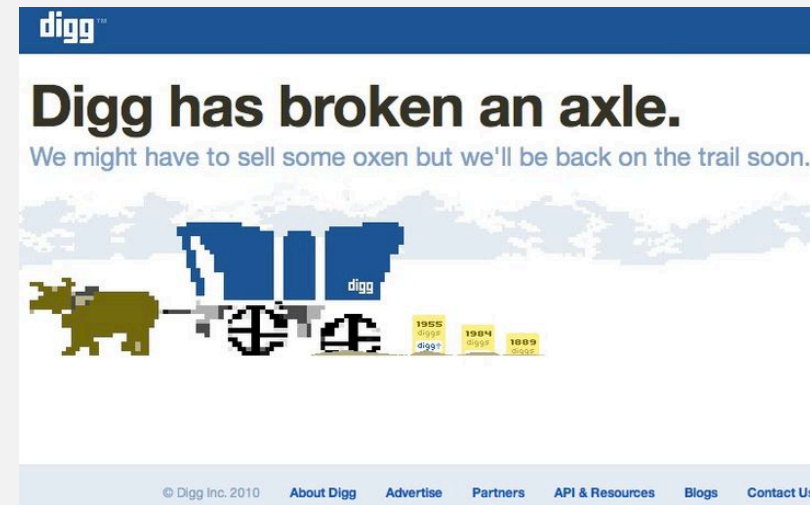 digg™
Digg has broken an axle.
We might have to sell some oxen but we'll be back on the trail soon.
digg
1955
diggs
digg
1984
diggs
1889
diggs
© Digg Inc. 2010 About Digg Advertise Partners API & Resources Blogs Contact Us